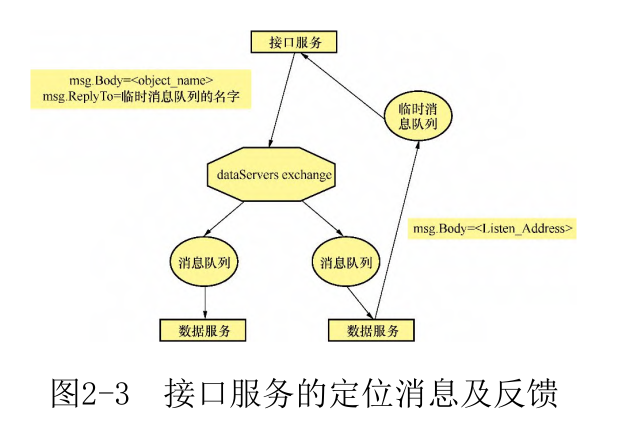 接口服务
msg.Body=<object_name>
msg.ReplyTo=临时消息队列的名字
临时消
息队列
dataServers exchange
msg.Body=<Listen_Address>
消息队列
消息队列
数据服务
数据服务
图2-3 接口服务的定位消息及反馈